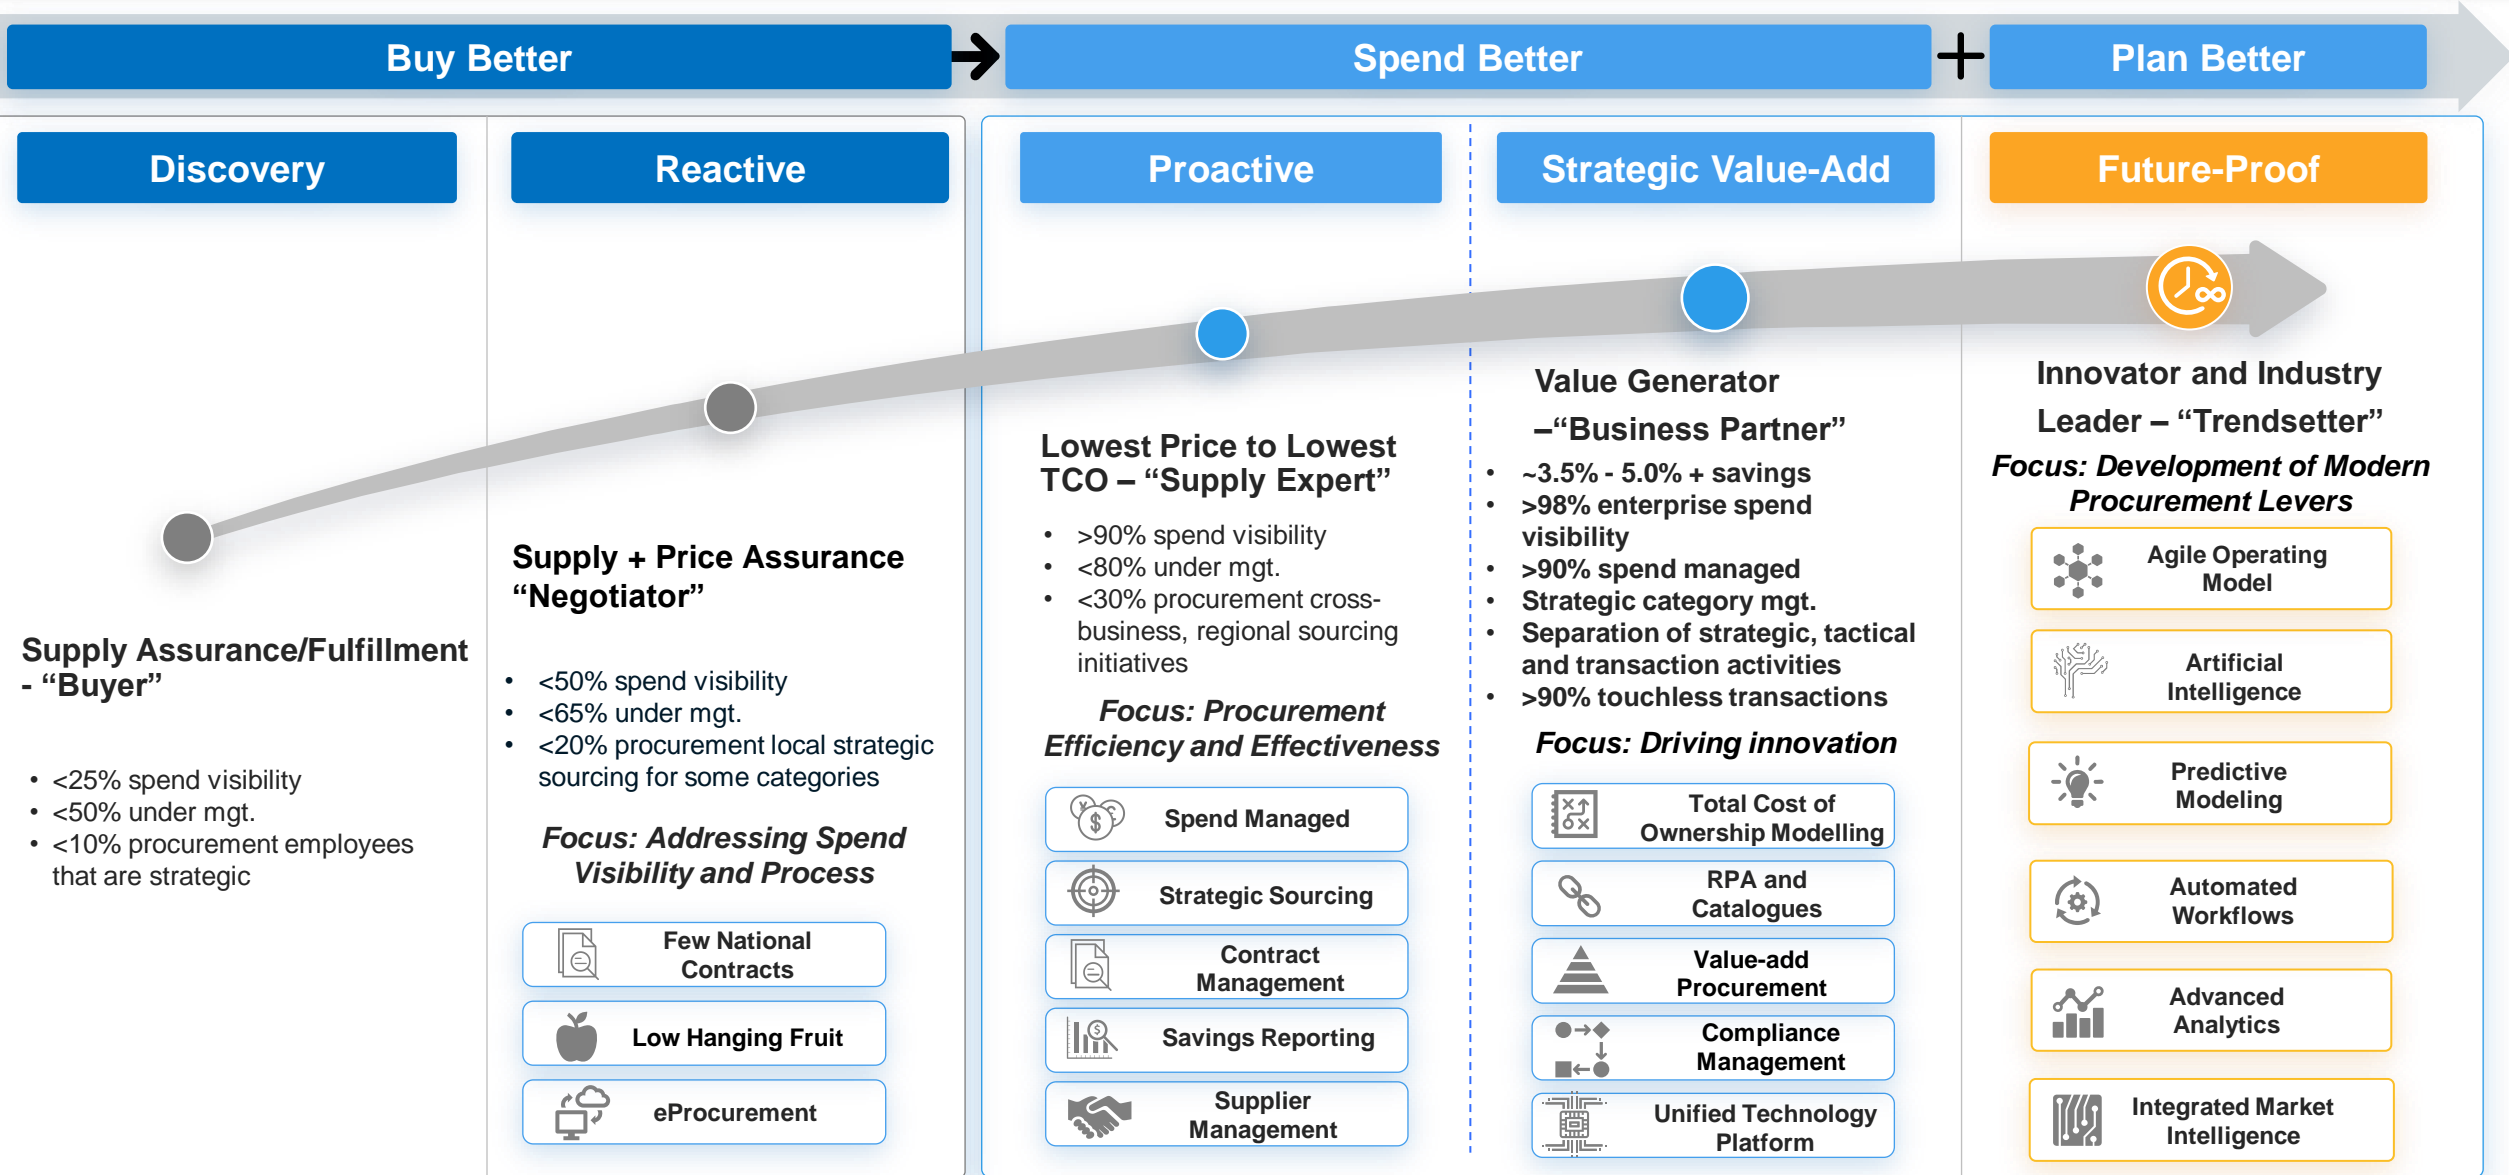 Buy Better
Spend Better
Plan Better
Discovery
Reactive
Proactive
Strategic Value-Add
Future-Proof
Supply Assurance/Fulfillment
- “Buyer”
• <25% spend visibility
• <50% under mgt.
• <10% procurement employees
that are strategic
Supply + Price Assurance
“Negotiator”
• <50% spend visibility
• <65% under mgt.
• <20% procurement local strategic
sourcing for some categories
Focus: Addressing Spend
Visibility and Process
Few National
Contracts
Low Hanging Fruit
eProcurement
Lowest Price to Lowest
TCO – “Supply Expert”
• >90% spend visibility
• <80% under mgt.
• <30% procurement cross-
business, regional sourcing
initiatives
Focus: Procurement
Efficiency and Effectiveness
Spend Managed
Strategic Sourcing
Contract
Management
Savings Reporting
Supplier
Management
Value Generator
–“Business Partner”
• ~3.5% - 5.0% + savings
• >98% enterprise spend
visibility
• >90% spend managed
• Strategic category mgt.
• Separation of strategic, tactical
and transaction activities
• >90% touchless transactions
Focus: Driving innovation
Total Cost of
Ownership Modelling
RPA and
Catalogues
Value-add
Procurement
Compliance
Management
Unified Technology
Platform
Innovator and Industry
Leader – “Trendsetter”
Focus: Development of Modern
Procurement Levers
Agile Operating
Model
Artificial
Intelligence
Predictive
Modeling
Automated
Workflows
Advanced
Analytics
Integrated Market
Intelligence